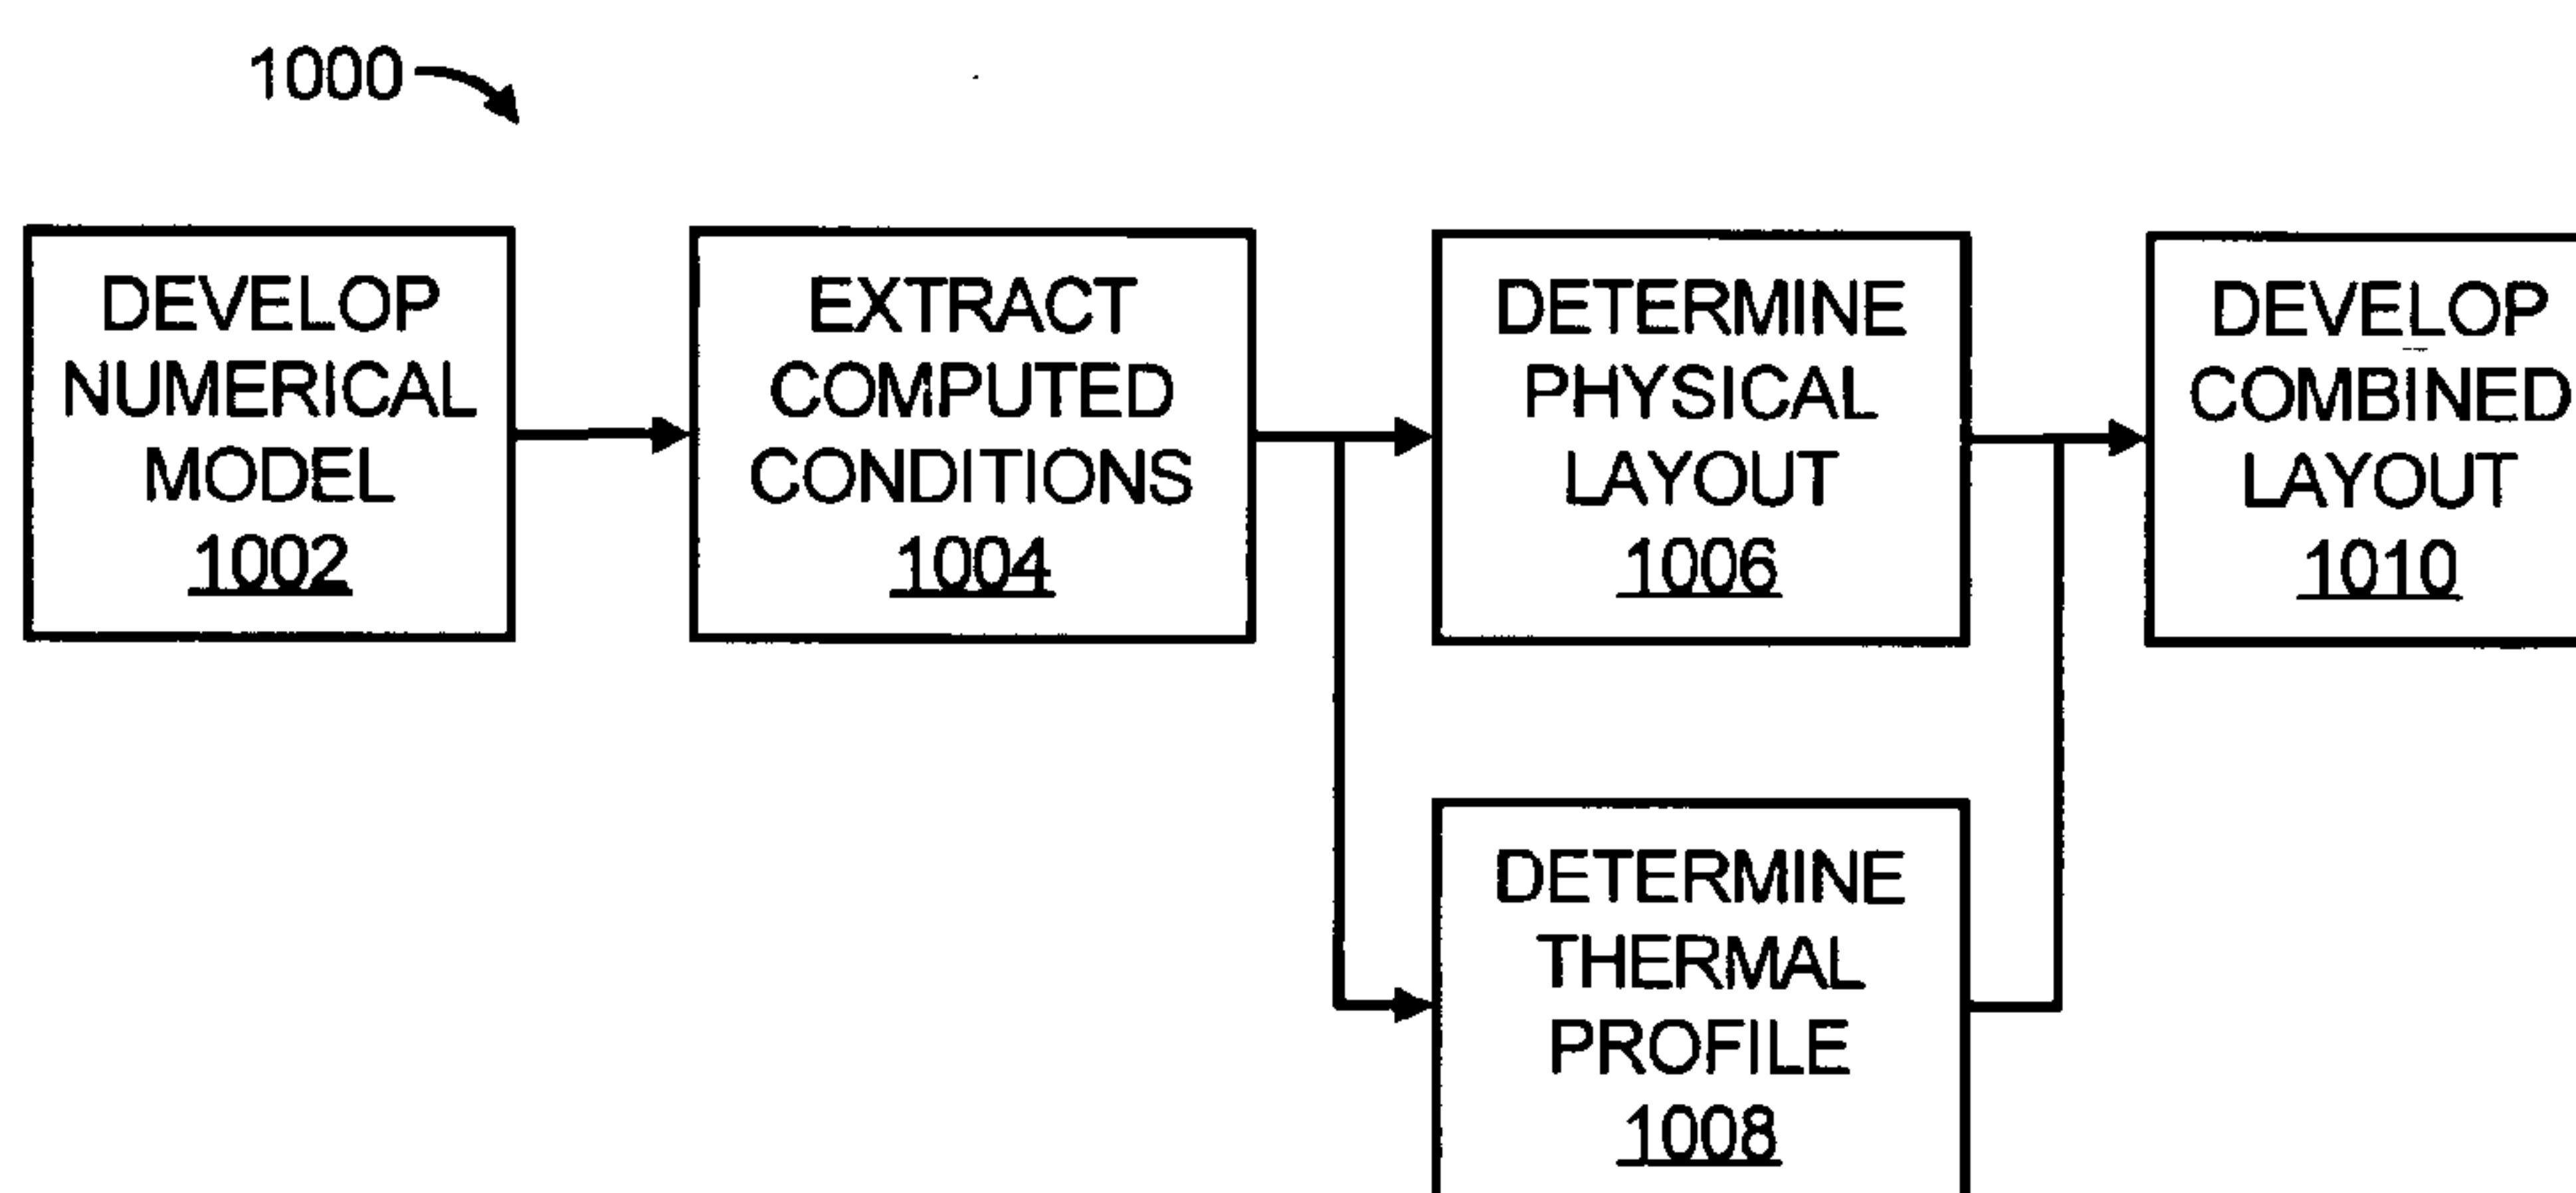 1000
DEVELOP
NUMERICAL
MODEL
1002
EXTRACT
COMPUTED
CONDITIONS
1004
DETERMINE
PHYSICAL
LAYOUT
1006
DEVELOP
COMBINED
LAYOUT
1010
DETERMINE
THERMAL
PROFILE
1008